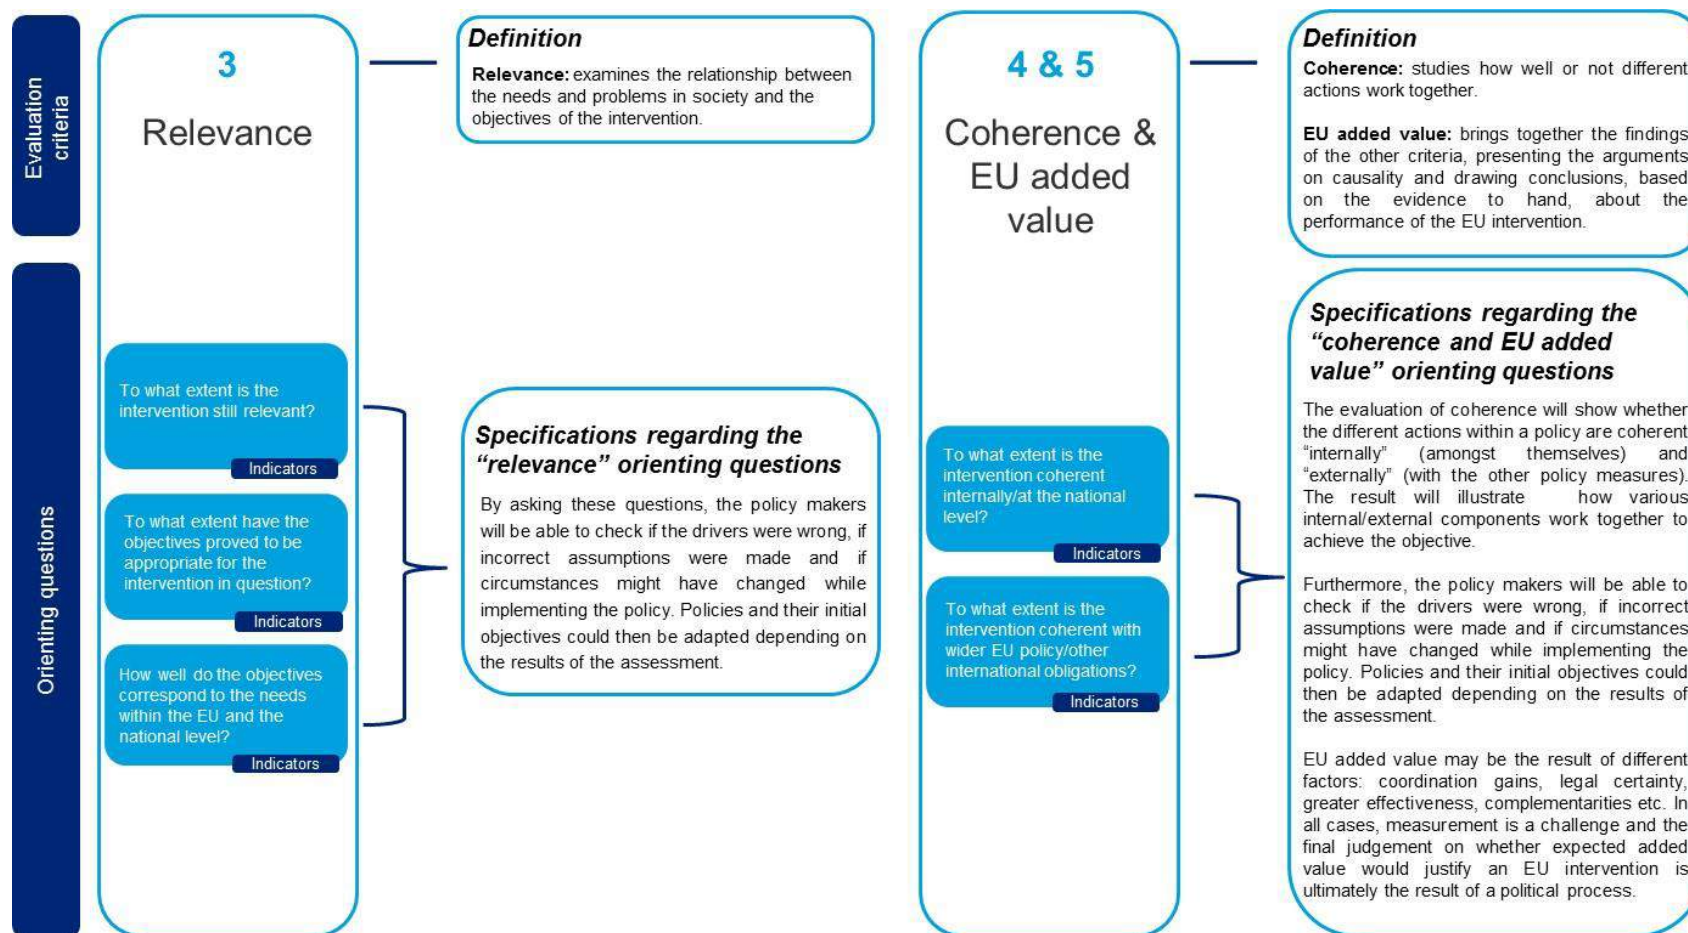 Evaluation
criteria
3
Relevance
Definition
Relevance: examines the relationship between
the needs and problems in society and the
objectives of the intervention.
4 & 5
Coherence &
EU added
value
Definition
Coherence: studies how well or not different
actions work together.
EU added value: brings together the findings
of the other criteria, presenting the arguments
on causality and drawing conclusions, based
on the evidence to hand, about the
performance of the EU intervention.
Orienting questions
To what extent is the
intervention still relevant?
Indicators
To what extent have the
objectives proved to be
appropriate for the
intervention in question?
Indicators
How well do the objectives
correspond to the needs
within the EU and the
national level?
Indicators
Specifications regarding the
“relevance” orienting questions
By asking these questions, the policy makers
will be able to check if the drivers were wrong, if
incorrect assumptions were made and if
circumstances might have changed while
implementing the policy. Policies and their initial
objectives could then be adapted depending on
the results of the assessment.
To what extent is the
intervention coherent
internally/at the national
level?
Indicators
To what extent is the
intervention coherent with
wider EU policy/other
international obligations?
Indicators
Specifications regarding the
“coherence and EU added
value” orienting questions
The evaluation of coherence will show whether
the different actions within a policy are coherent
“internally” (amongst themselves) and
“externally” (with the other policy measures).
The result will illustrate how various
internal/external components work together to
achieve the objective.
Furthermore, the policy makers will be able to
check if the drivers were wrong, if incorrect
assumptions were made and if circumstances
might have changed while implementing the
policy. Policies and their initial objectives could
then be adapted depending on the results of
the assessment.
EU added value may be the result of different
factors: coordination gains, legal certainty,
greater effectiveness, complementarities etc. In
all cases, measurement is a challenge and the
final judgement on whether expected added
value would justify an EU intervention is
ultimately the result of a political process.